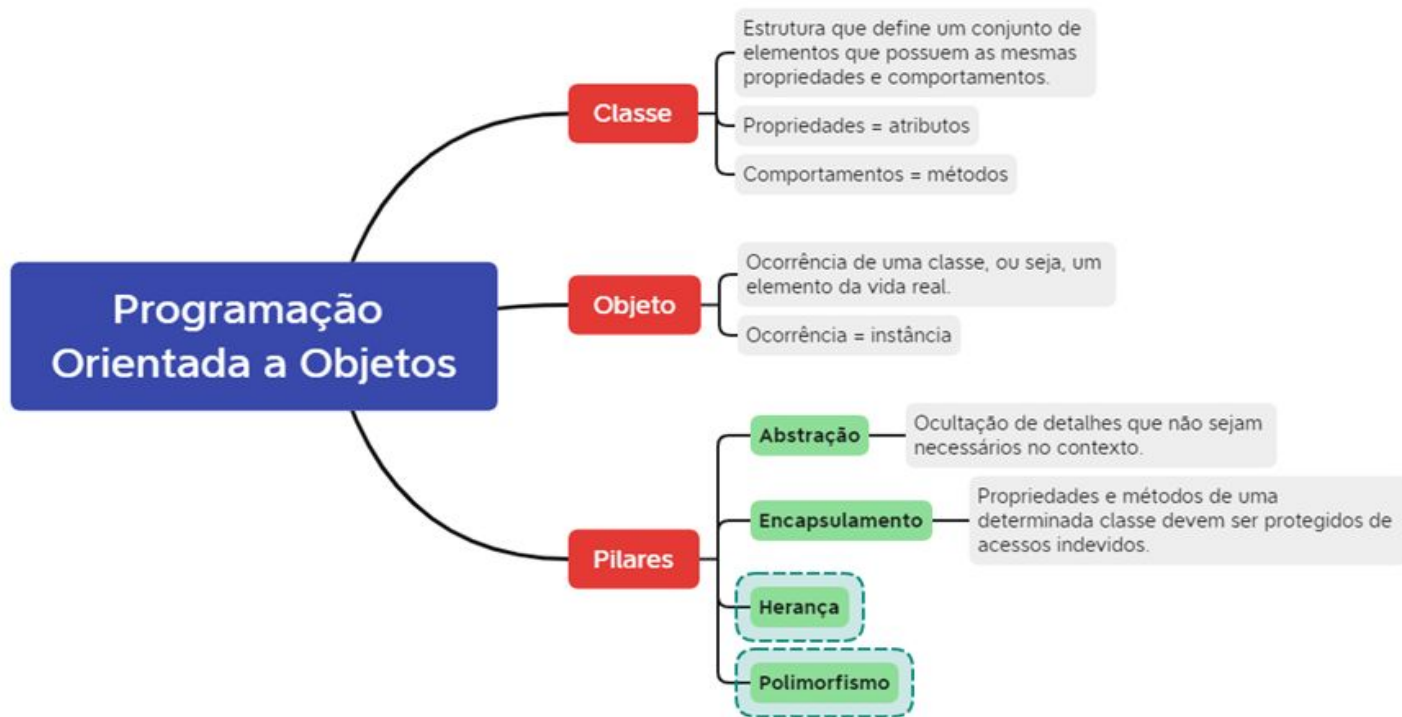 Programação
Orientada a Objetos
Classe
Estrutura que define um conjunto de
elementos que possuem as mesmas
propriedades e comportamentos.
Propriedades = atributos
Comportamentos = métodos
Objeto
Ocorrência de uma classe, ou seja, um
elemento da vida real.
Ocorrência = instância
Pilares
Abstração
Ocultação de detalhes que não sejam
necessários no contexto.
Encapsulamento
Propriedades e métodos de uma
determinada classe devem ser protegidos de
acessos indevidos.
Herança
Polimorfismo